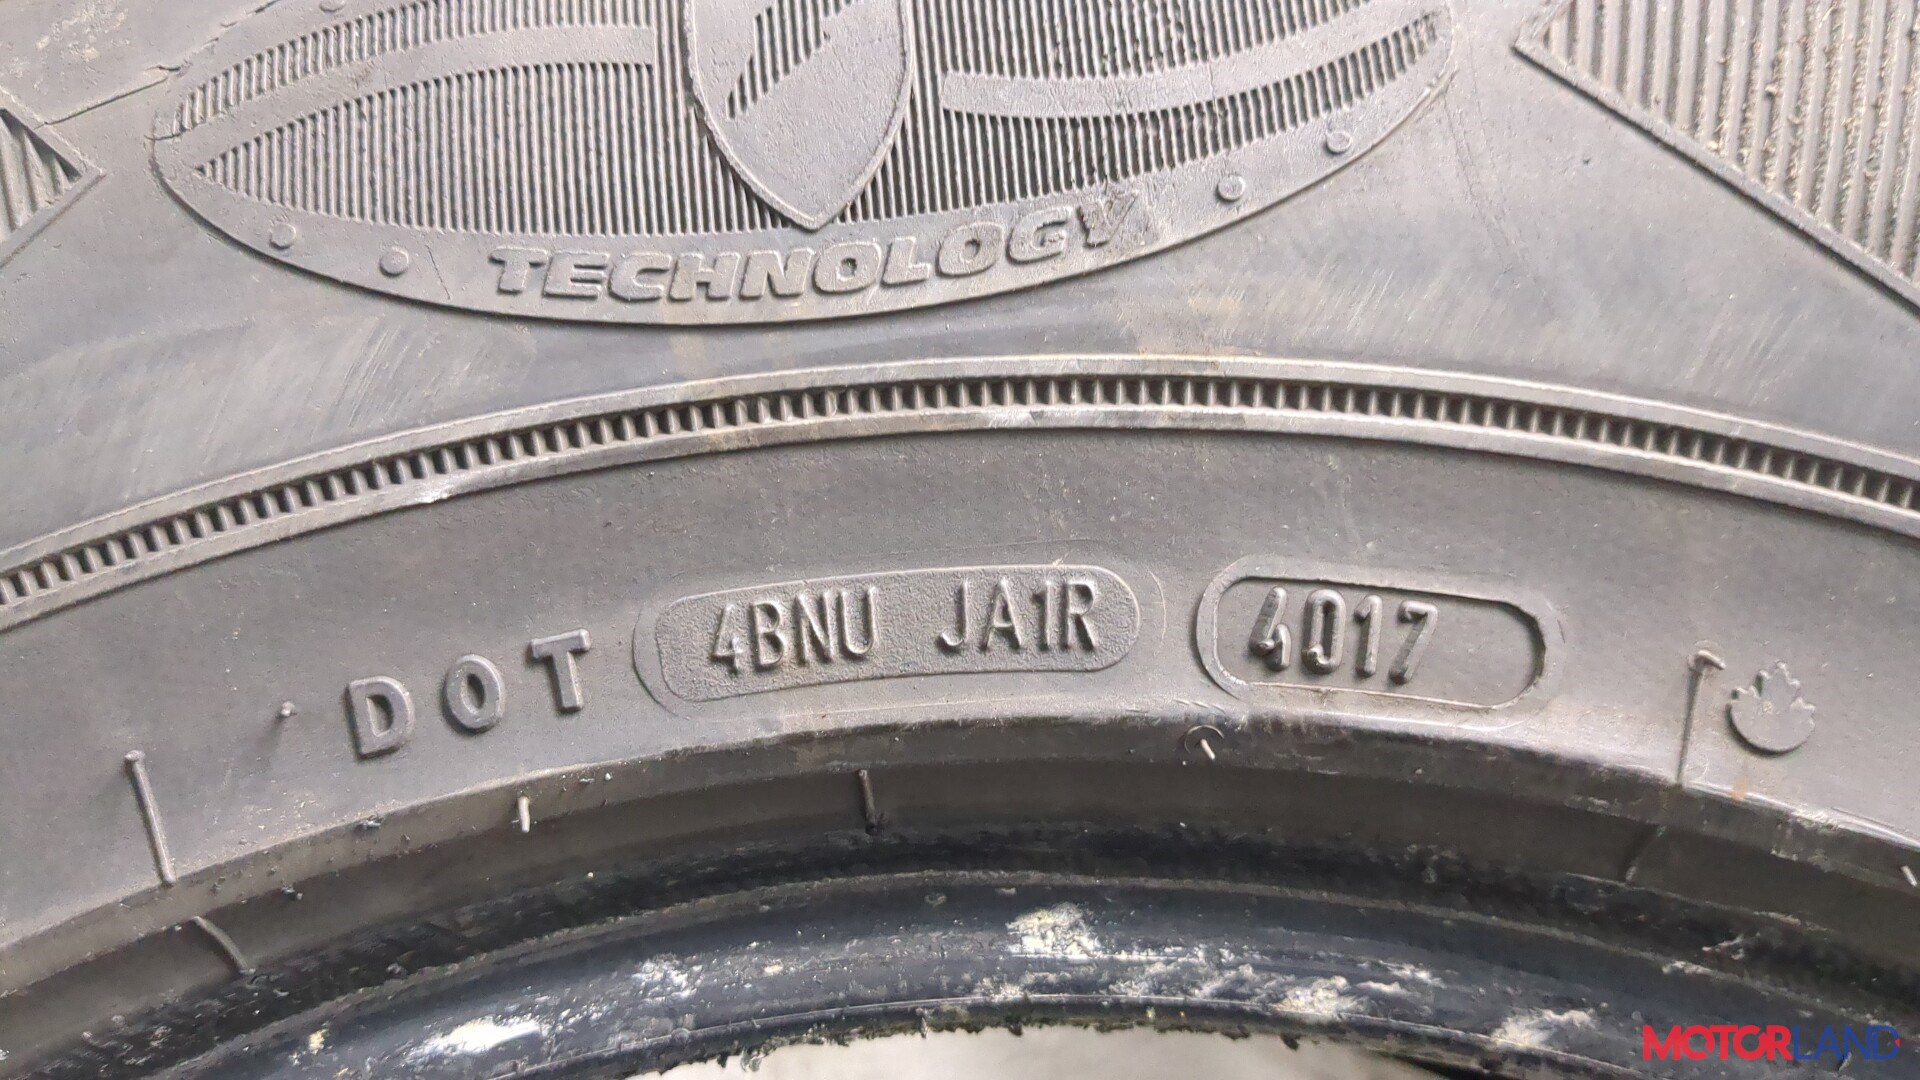 TECHNOLOGY
DOT 4BNU JA1R 4017
MOTORLAND